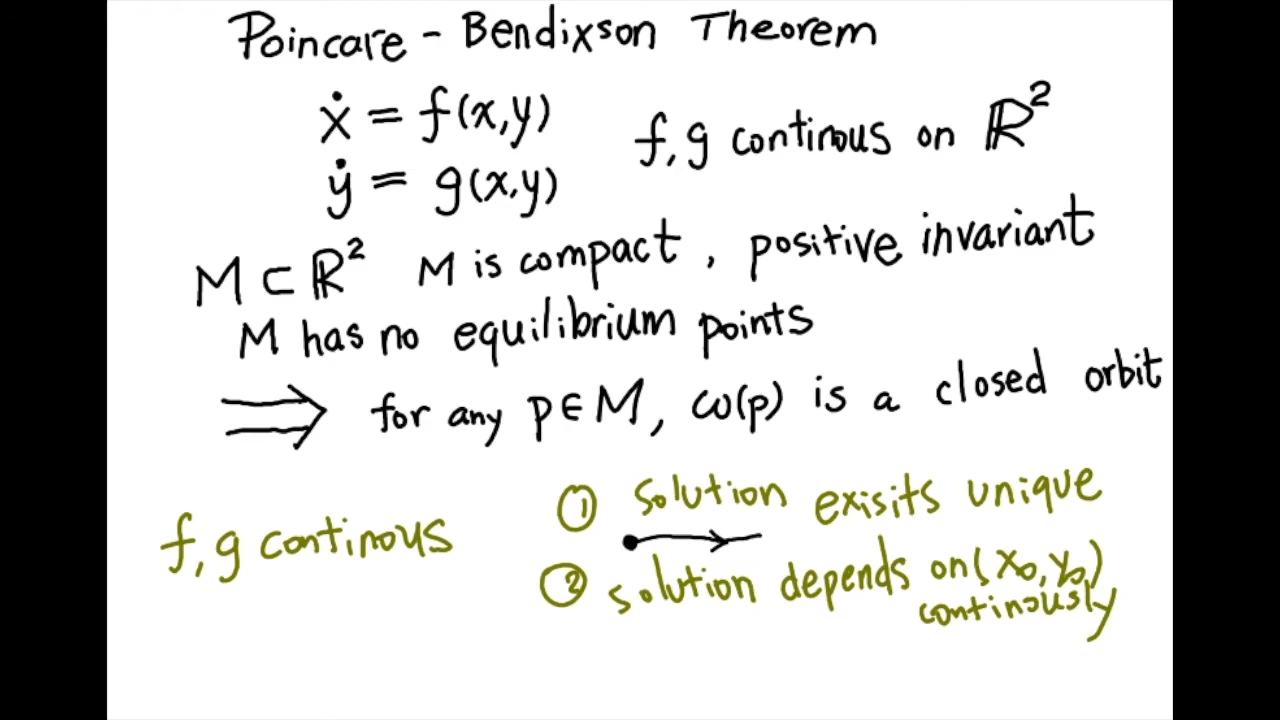 Poincare - Bendixson Theorem
ẋ = f(x,y)
f, g continous on ℝ²
ẏ = g(x,y)
M ⊂ ℝ² M is compact, positive invariant
M has no equilibrium points
⟹ for any p∈M, ω(p) is a closed orbit
f, g continous
① solution exisits unique
② solution depends on (x₀, y₀)
continously